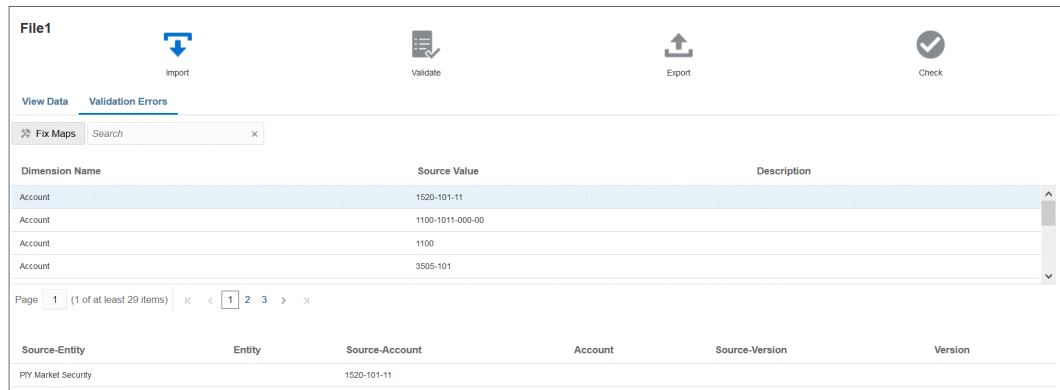 File1
Import Validate Export Check
View Data Validation Errors
Fix Maps Search ×
Dimension Name Source Value Description
Account 1520-101-11
Account 1100-1011-000-00
Account 1100
Account 3505-101
Page 1 (1 of at least 29 items) 1 2 3
Source-Entity Entity Source-Account Account Source-Version Version
PIY Market Security 1520-101-11